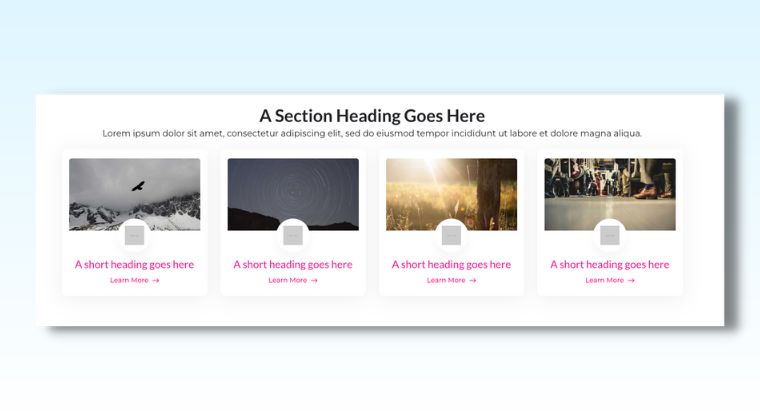 A Section Heading Goes Here
Lorem ipsum dolor sit amet, consectetur adipiscing elit, sed do eiusmod tempor incididunt ut labore et dolore magna aliqua.
A short heading goes here
Learn More →
A short heading goes here
Learn More →
A short heading goes here
Learn More →
A short heading goes here
Learn More →